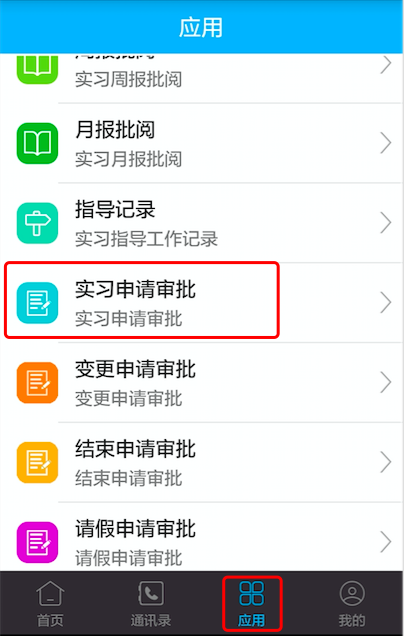 应用
周报批阅
实习周报批阅
月报批阅
实习月报批阅
指导记录
实习指导工作记录
实习申请审批
实习申请审批
变更申请审批
变更申请审批
结束申请审批
结束申请审批
请假申请审批
请假申请审批
首页
通讯录
应用
我的